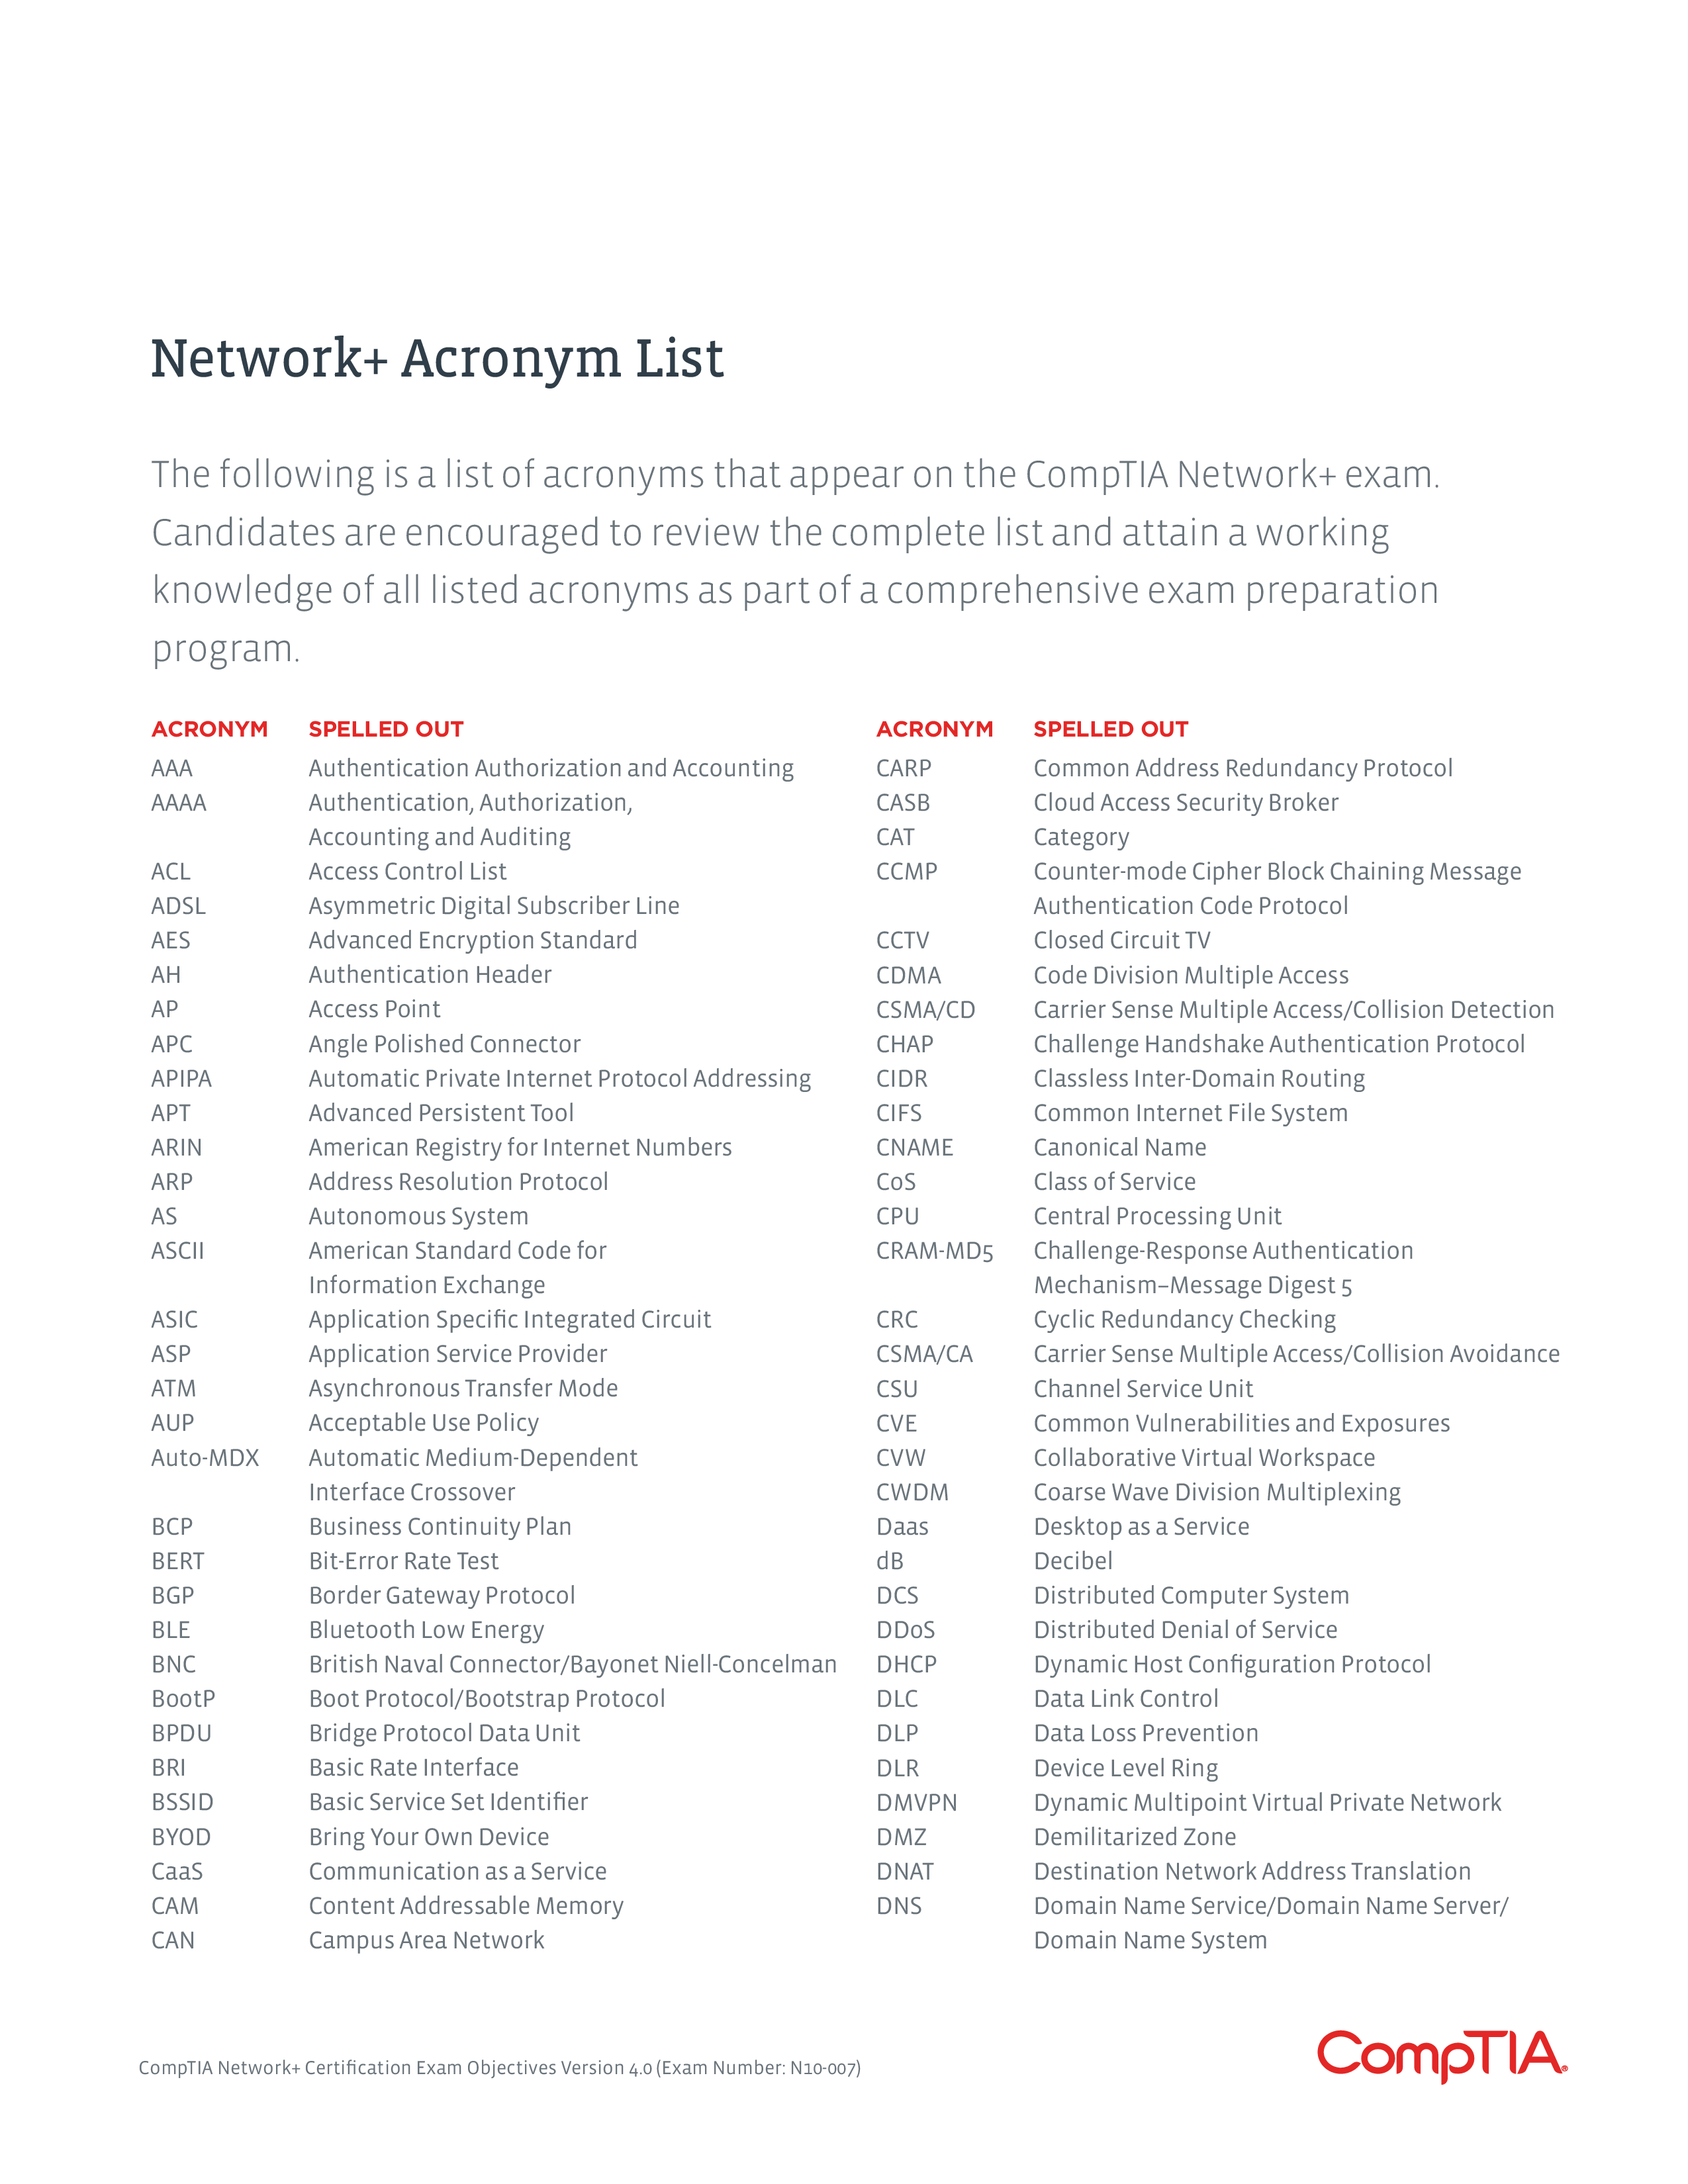 Network+ Acronym List
The following is a list of acronyms that appear on the CompTIA Network+ exam.
Candidates are encouraged to review the complete list and attain a working
knowledge of all listed acronyms as part of a comprehensive exam preparation
program.
ACRONYM SPELLED OUT
AAA Authentication Authorization and Accounting
AAAA Authentication, Authorization,
Accounting and Auditing
ACL Access Control List
ADSL Asymmetric Digital Subscriber Line
AES Advanced Encryption Standard
AH Authentication Header
AP Access Point
APC Angle Polished Connector
APIPA Automatic Private Internet Protocol Addressing
APT Advanced Persistent Tool
ARIN American Registry for Internet Numbers
ARP Address Resolution Protocol
AS Autonomous System
ASCII American Standard Code for
Information Exchange
ASIC Application Specific Integrated Circuit
ASP Application Service Provider
ATM Asynchronous Transfer Mode
AUP Acceptable Use Policy
Auto-MDX Automatic Medium-Dependent
Interface Crossover
BCP Business Continuity Plan
BERT Bit-Error Rate Test
BGP Border Gateway Protocol
BLE Bluetooth Low Energy
BNC British Naval Connector/Bayonet Niell-Concelman
BootP Boot Protocol/Bootstrap Protocol
BPDU Bridge Protocol Data Unit
BRI Basic Rate Interface
BSSID Basic Service Set Identifier
BYOD Bring Your Own Device
CaaS Communication as a Service
CAM Content Addressable Memory
CAN Campus Area Network
ACRONYM SPELLED OUT
CARP Common Address Redundancy Protocol
CASB Cloud Access Security Broker
CAT Category
CCMP Counter-mode Cipher Block Chaining Message
Authentication Code Protocol
CCTV Closed Circuit TV
CDMA Code Division Multiple Access
CSMA/CD Carrier Sense Multiple Access/Collision Detection
CHAP Challenge Handshake Authentication Protocol
CIDR Classless Inter-Domain Routing
CIFS Common Internet File System
CNAME Canonical Name
CoS Class of Service
CPU Central Processing Unit
CRAM-MD5 Challenge-Response Authentication
Mechanism–Message Digest 5
CRC Cyclic Redundancy Checking
CSMA/CA Carrier Sense Multiple Access/Collision Avoidance
CSU Channel Service Unit
CVE Common Vulnerabilities and Exposures
CVW Collaborative Virtual Workspace
CWDM Coarse Wave Division Multiplexing
Daas Desktop as a Service
dB Decibel
DCS Distributed Computer System
DDoS Distributed Denial of Service
DHCP Dynamic Host Configuration Protocol
DLC Data Link Control
DLP Data Loss Prevention
DLR Device Level Ring
DMVPN Dynamic Multipoint Virtual Private Network
DMZ Demilitarized Zone
DNAT Destination Network Address Translation
DNS Domain Name Service/Domain Name Server/
Domain Name System
CompTIA Network+ Certification Exam Objectives Version 4.0 (Exam Number: N10-007)
CompTIA®